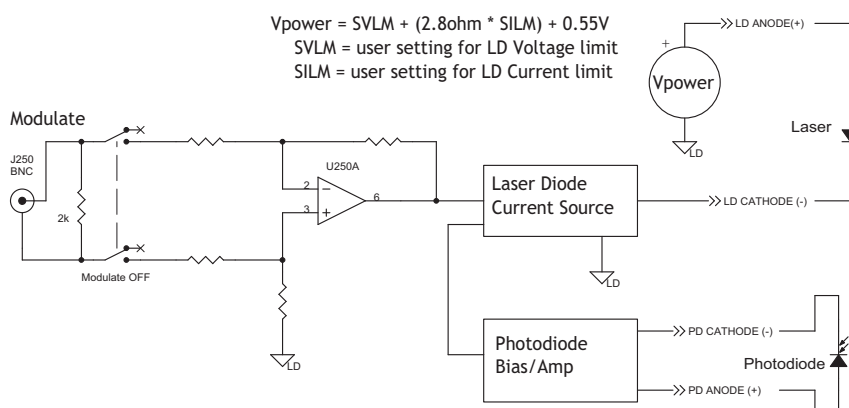 Vpower = SVLM + (2.8ohm * SILM) + 0.55V
SVLM = user setting for LD Voltage limit
SILM = user setting for LD Current limit
LD ANODE(+)
+
Vpower
LD
Laser
Modulate
J250
BNC
2k
Modulate OFF
U250A
2
−
3
+
6
LD
Laser Diode
Current Source
LD
LD CATHODE (-)
Photodiode
Bias/Amp
PD CATHODE (-)
Photodiode
PD ANODE (+)